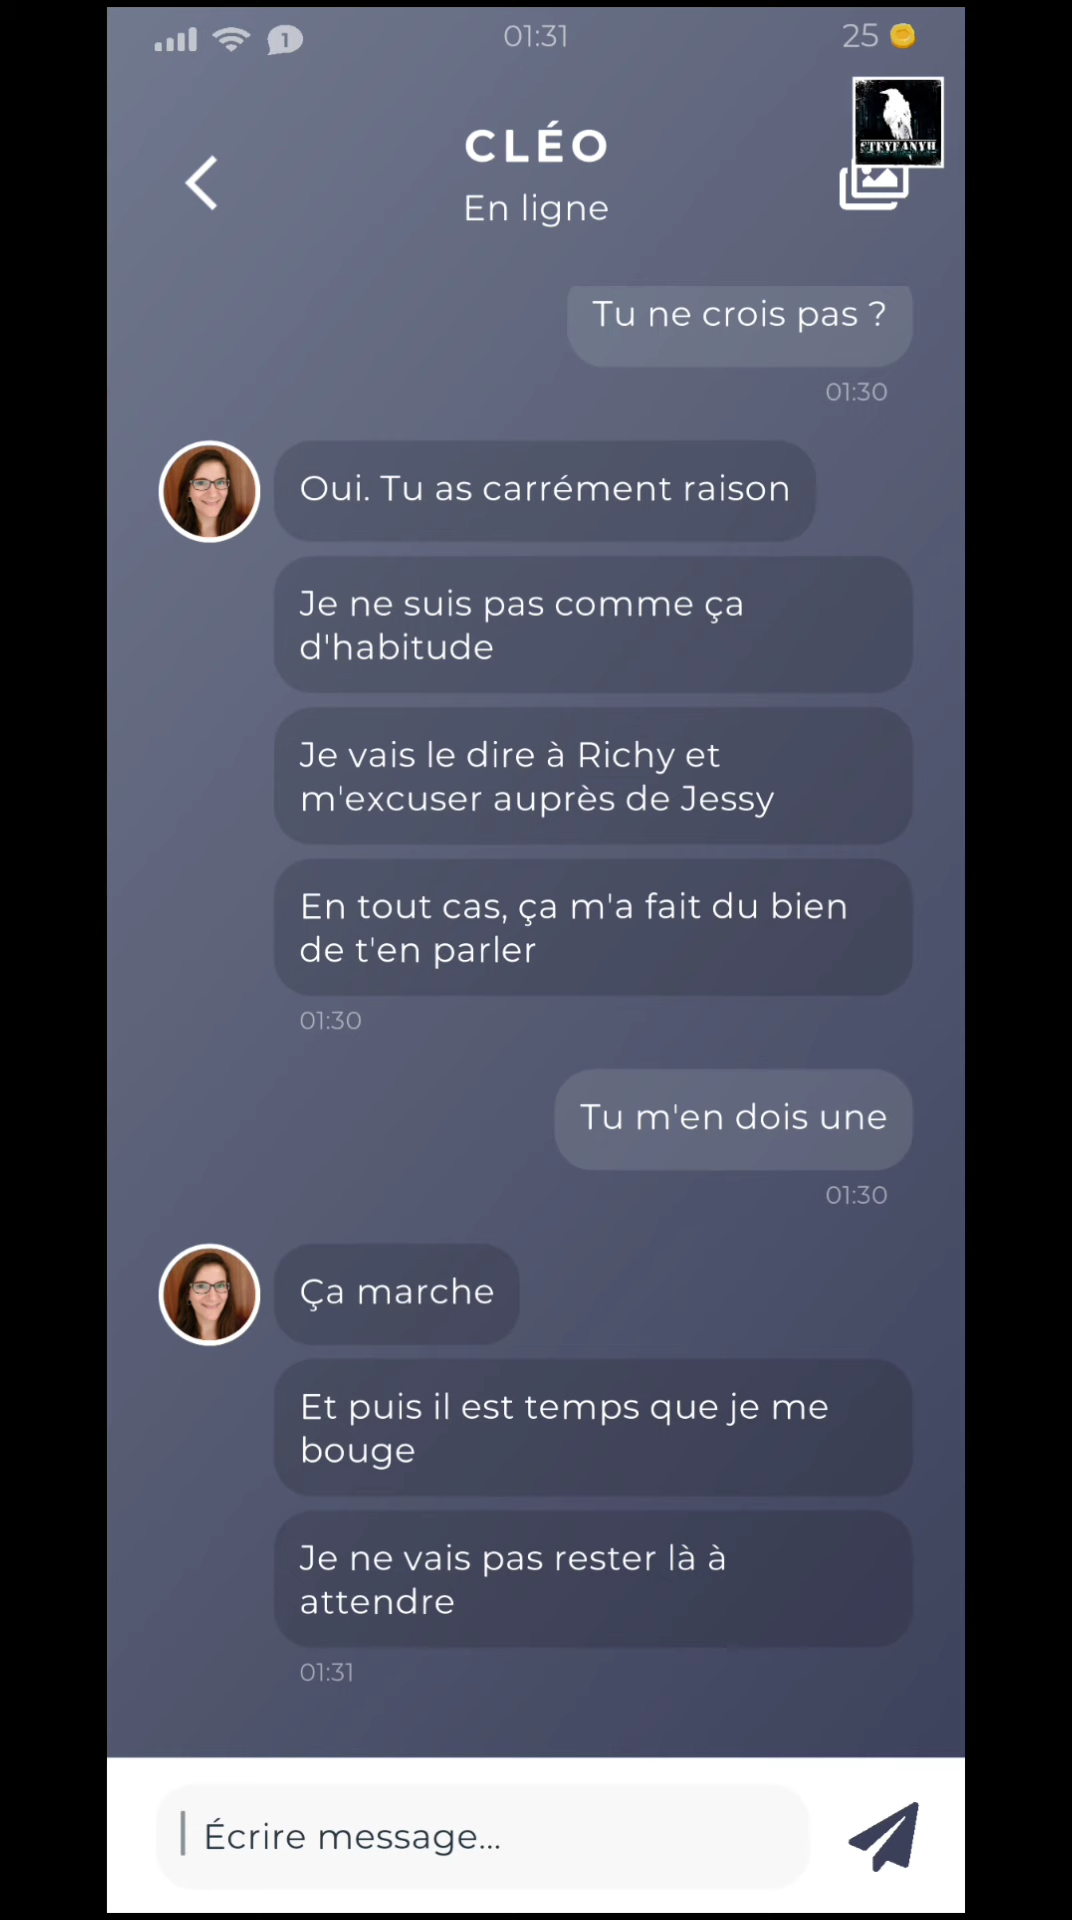 1
01:31
25
STEYFANYH
CLÉO
En ligne
Tu ne crois pas ?
01:30
Oui. Tu as carrément raison
Je ne suis pas comme ça
d'habitude
Je vais le dire à Richy et
m'excuser auprès de Jessy
En tout cas, ça m'a fait du bien
de t'en parler
01:30
Tu m'en dois une
01:30
Ça marche
Et puis il est temps que je me
bouge
Je ne vais pas rester là à
attendre
01:31
Écrire message...